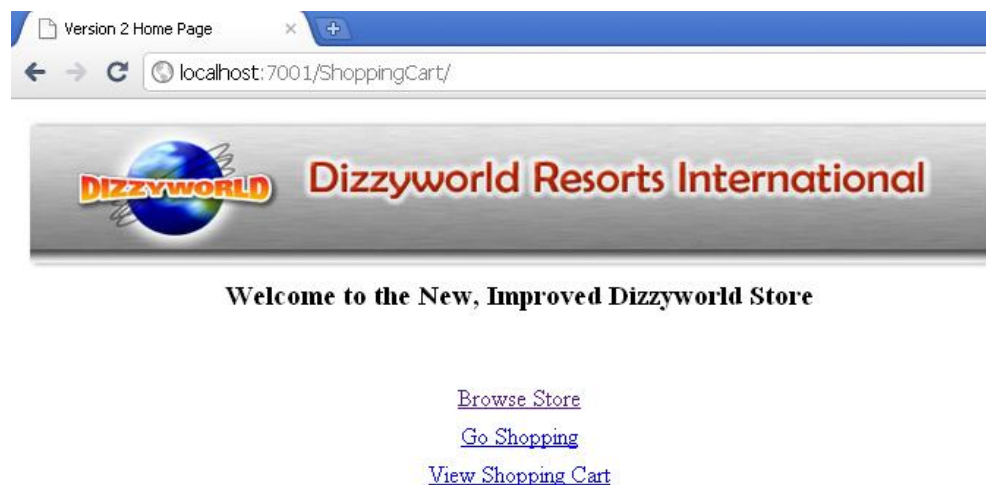 Version 2 Home Page
localhost:7001/ShoppingCart/
DIZZYWORLD Dizzyworld Resorts International
Welcome to the New, Improved Dizzyworld Store
Browse Store
Go Shopping
View Shopping Cart